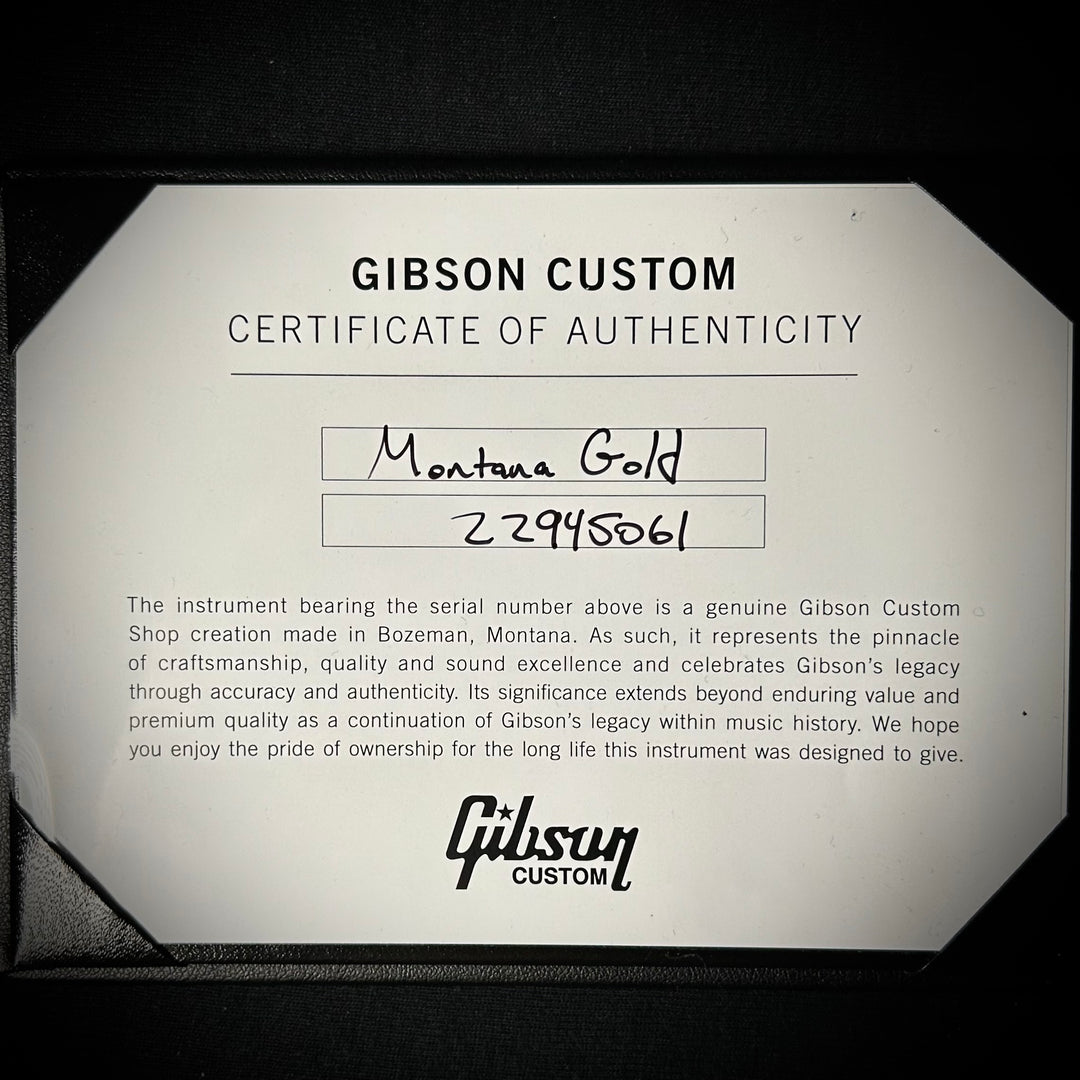 GIBSON CUSTOM
CERTIFICATE OF AUTHENTICITY
Montana Gold
22945061
The instrument bearing the serial number above is a genuine Gibson Custom
Shop creation made in Bozeman, Montana. As such, it represents the pinnacle
of craftsmanship, quality and sound excellence and celebrates Gibson's legacy
through accuracy and authenticity. Its significance extends beyond enduring value and
premium quality as a continuation of Gibson's legacy within music history. We hope
you enjoy the pride of ownership for the long life this instrument was designed to give.
Gibson
CUSTOM